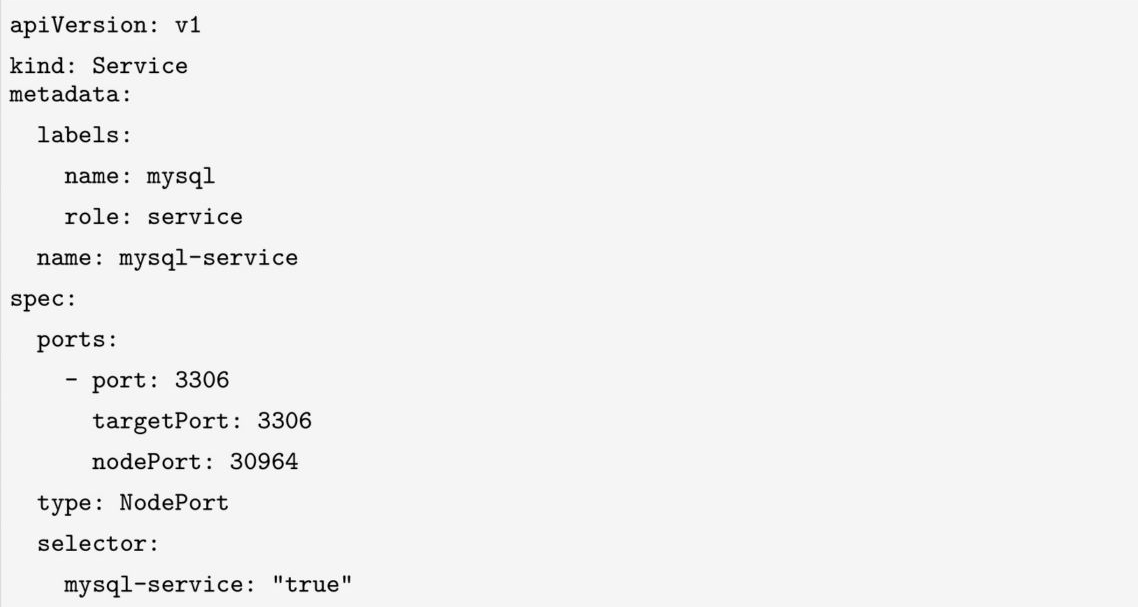 apiVersion: v1
kind: Service
metadata:
  labels:
    name: mysql
    role: service
  name: mysql-service
spec:
  ports:
    - port: 3306
      targetPort: 3306
      nodePort: 30964
  type: NodePort
  selector:
    mysql-service: "true"